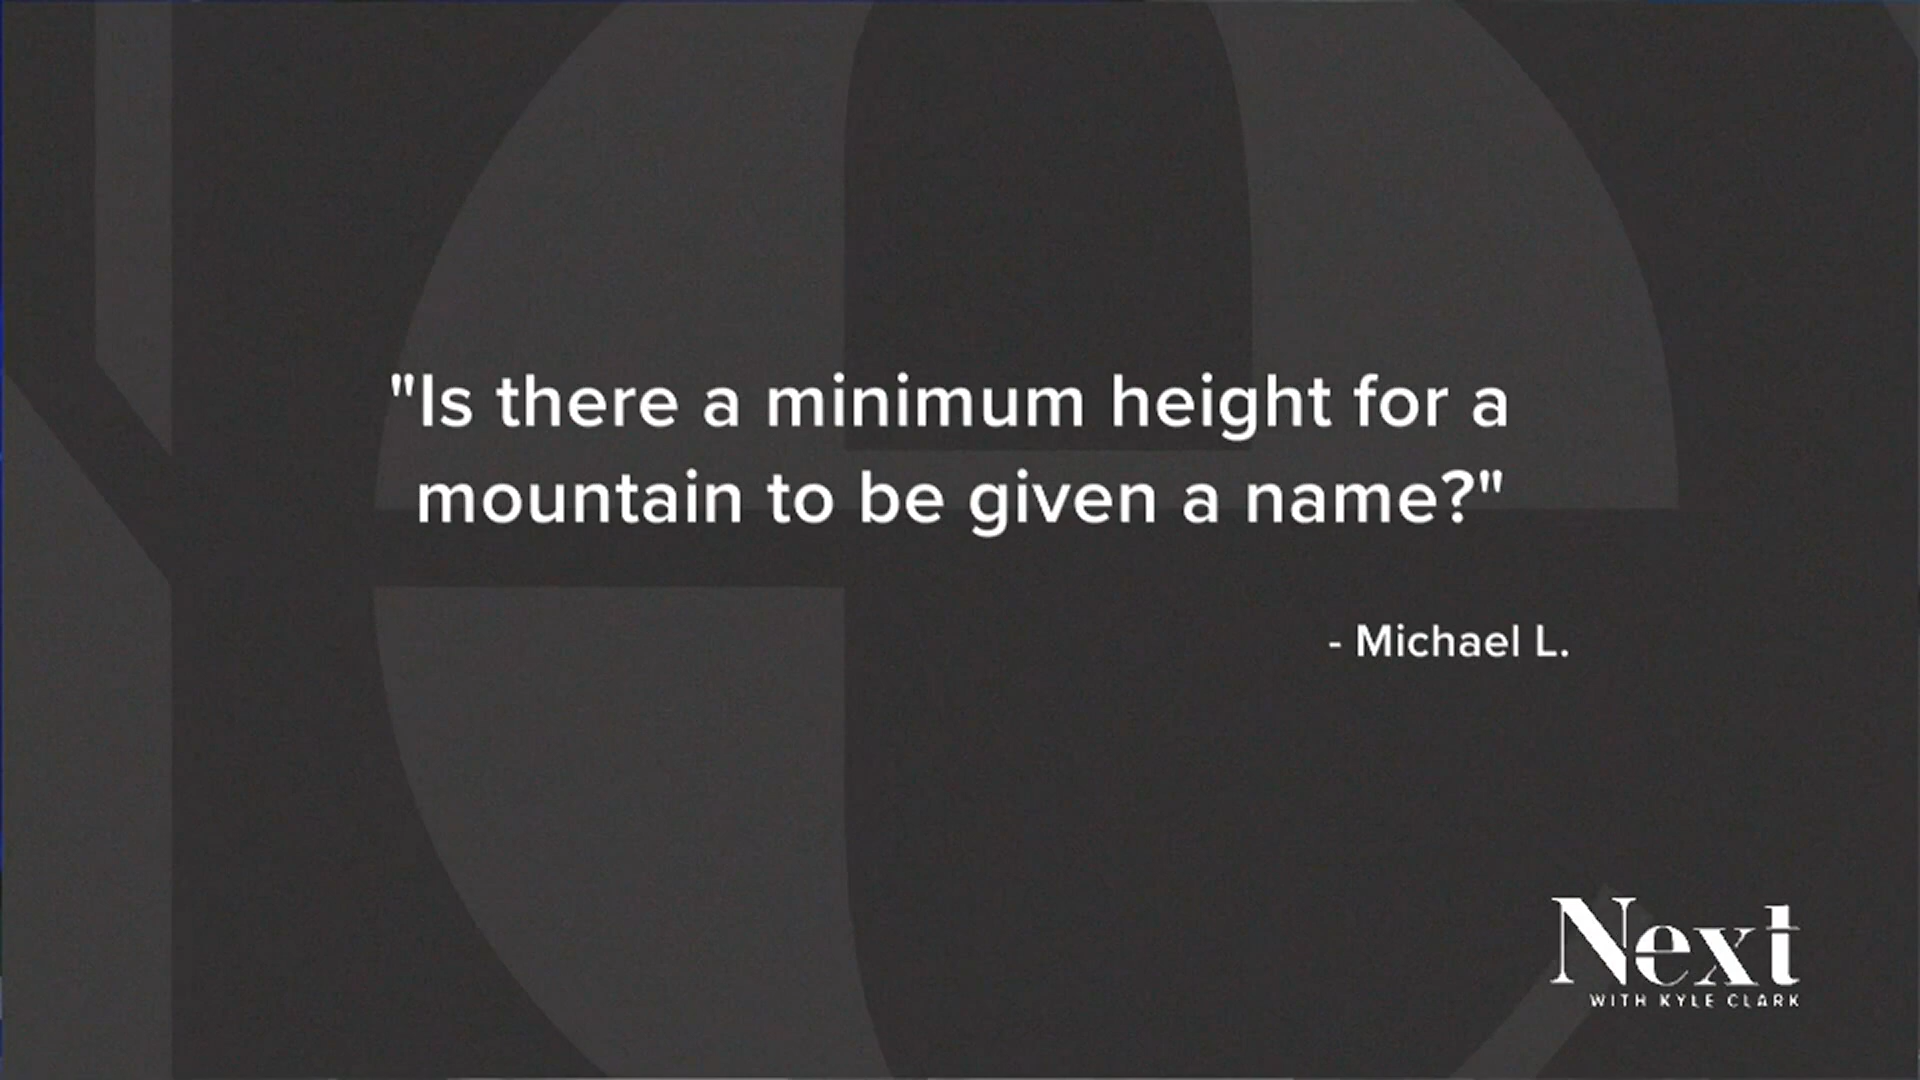 "Is there a minimum height for a
mountain to be given a name?"
- Michael L.
Next
WITH KYLE CLARK